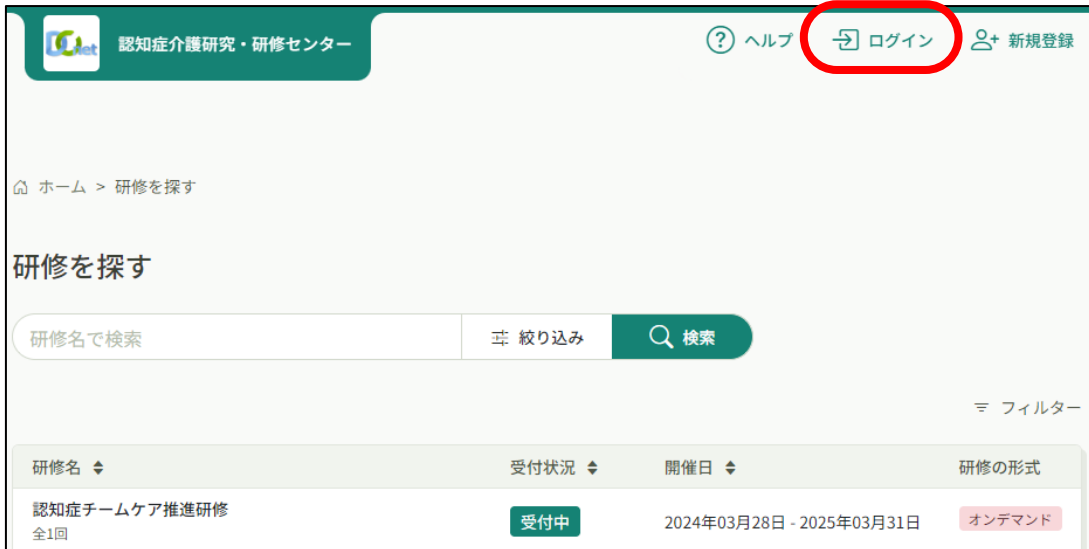 DCnet 認知症介護研究・研修センター ? ヘルプ ログイン 新規登録
ホーム > 研修を探す
研修を探す
研修名で検索 絞り込み 検索
フィルター
研修名 受付状況 開催日 研修の形式
認知症チームケア推進研修 受付中 2024年03月28日 - 2025年03月31日 オンデマンド
全1回